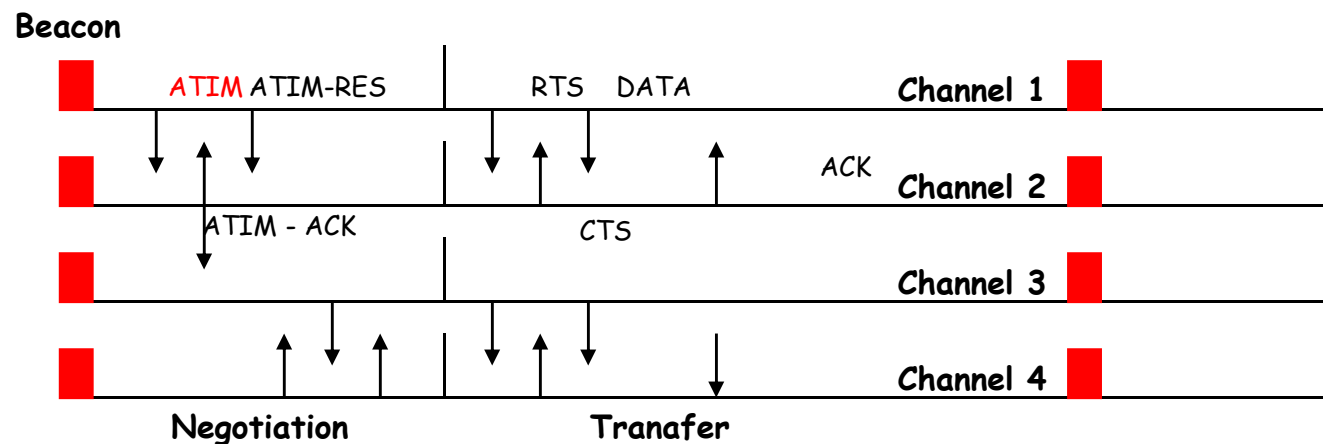 Beacon
ATIM ATIM-RES RTS DATA Channel 1
ACK Channel 2
ATIM - ACK CTS
Channel 3
Channel 4
Negotiation Tranafer